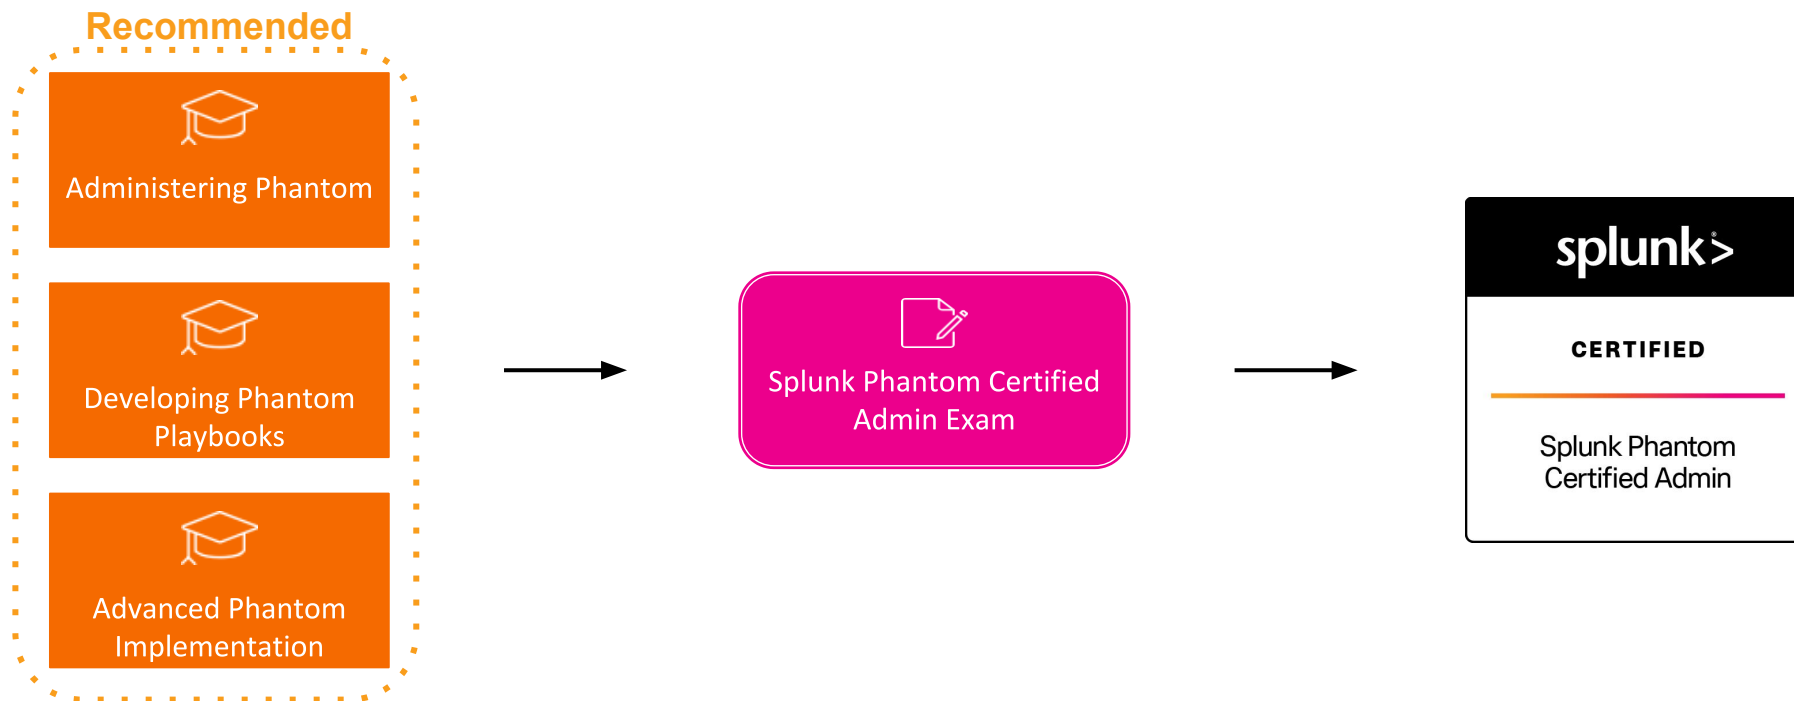 Recommended
Administering Phantom
Developing Phantom
Playbooks
Advanced Phantom
Implementation
Splunk Phantom Certified
Admin Exam
splunk>
CERTIFIED
Splunk Phantom
Certified Admin